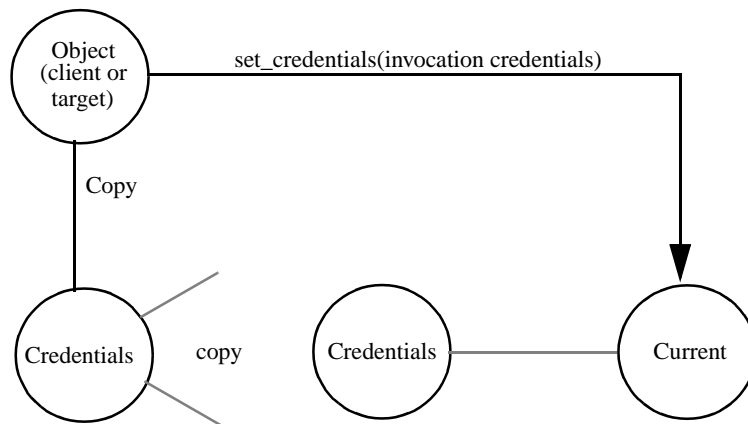 Object
(client or
target)
set_credentials(invocation credentials)
Copy
Credentials
copy
Credentials
Current